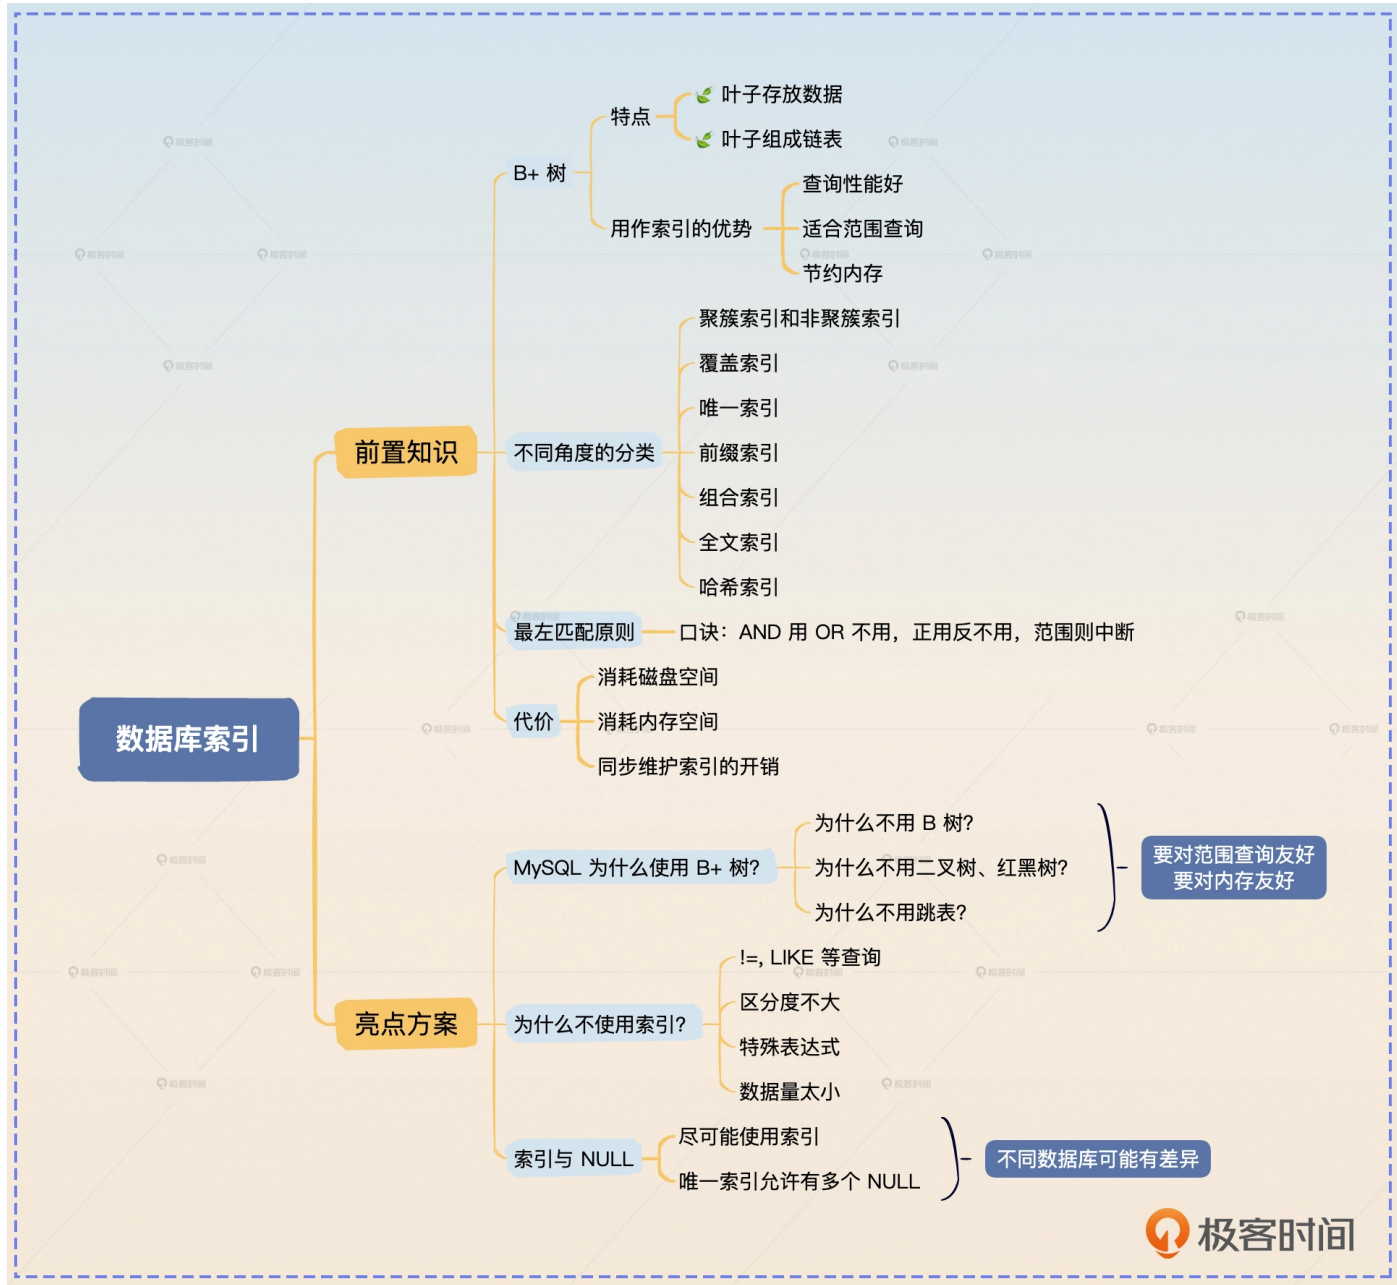 数据库索引
前置知识
B+ 树
特点
叶子存放数据
叶子组成链表
用作索引的优势
查询性能好
适合范围查询
节约内存
不同角度的分类
聚簇索引和非聚簇索引
覆盖索引
唯一索引
前缀索引
组合索引
全文索引
哈希索引
最左匹配原则
口诀：AND 用 OR 不用，正用反不用，范围则中断
代价
消耗磁盘空间
消耗内存空间
同步维护索引的开销
亮点方案
MySQL 为什么使用 B+ 树？
为什么不用 B 树？
为什么不用二叉树、红黑树？
为什么不用跳表？
要对范围查询友好
要对内存友好
为什么不使用索引？
!=, LIKE 等查询
区分度不大
特殊表达式
数据量太小
索引与 NULL
尽可能使用索引
唯一索引允许有多个 NULL
不同数据库可能有差异
极客时间